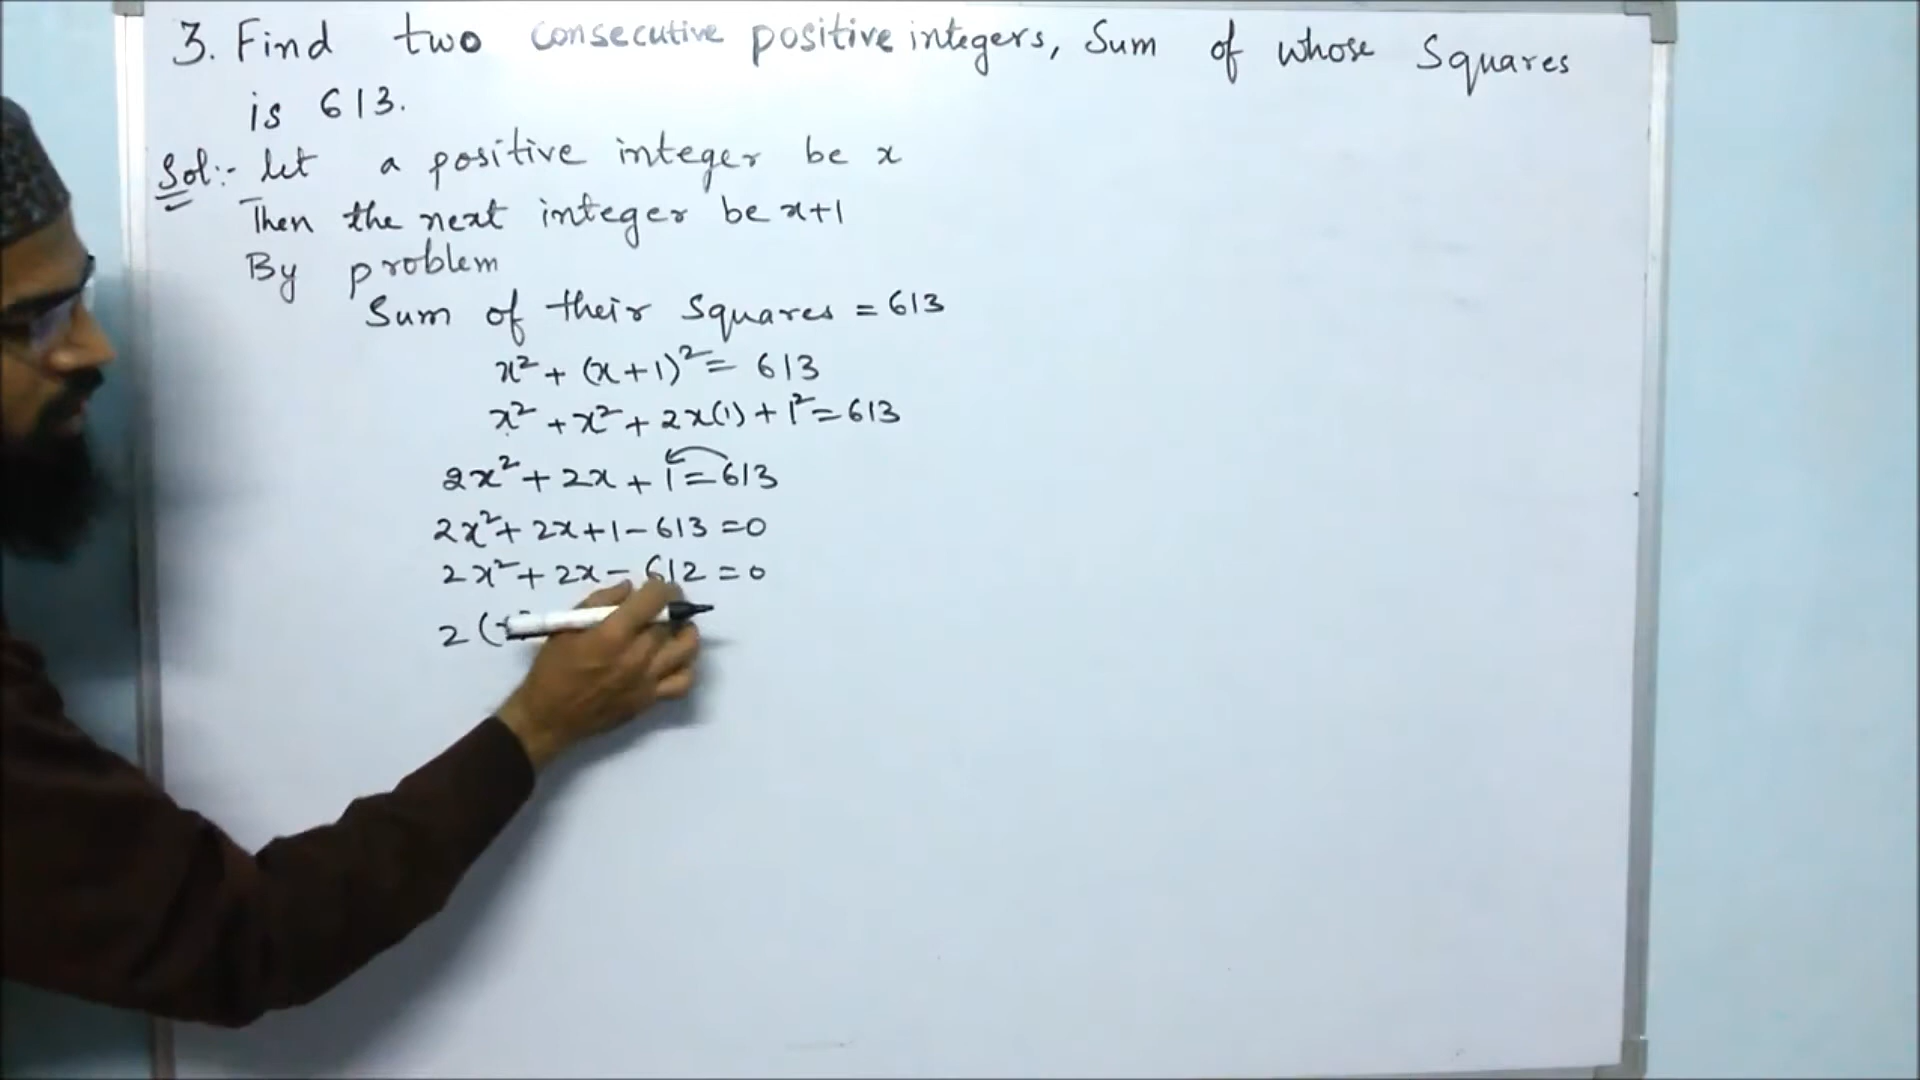 3. Find two consecutive positive integers, Sum of whose Squares
is 613.
Sol:- let a positive integer be x
Then the next integer be x+1
By problem
Sum of their Squares = 613
x² + (x+1)² = 613
x² + x² + 2x(1) + 1² = 613
2x² + 2x + 1 = 613
2x² + 2x + 1 - 613 = 0
2x² + 2x - 612 = 0
2(